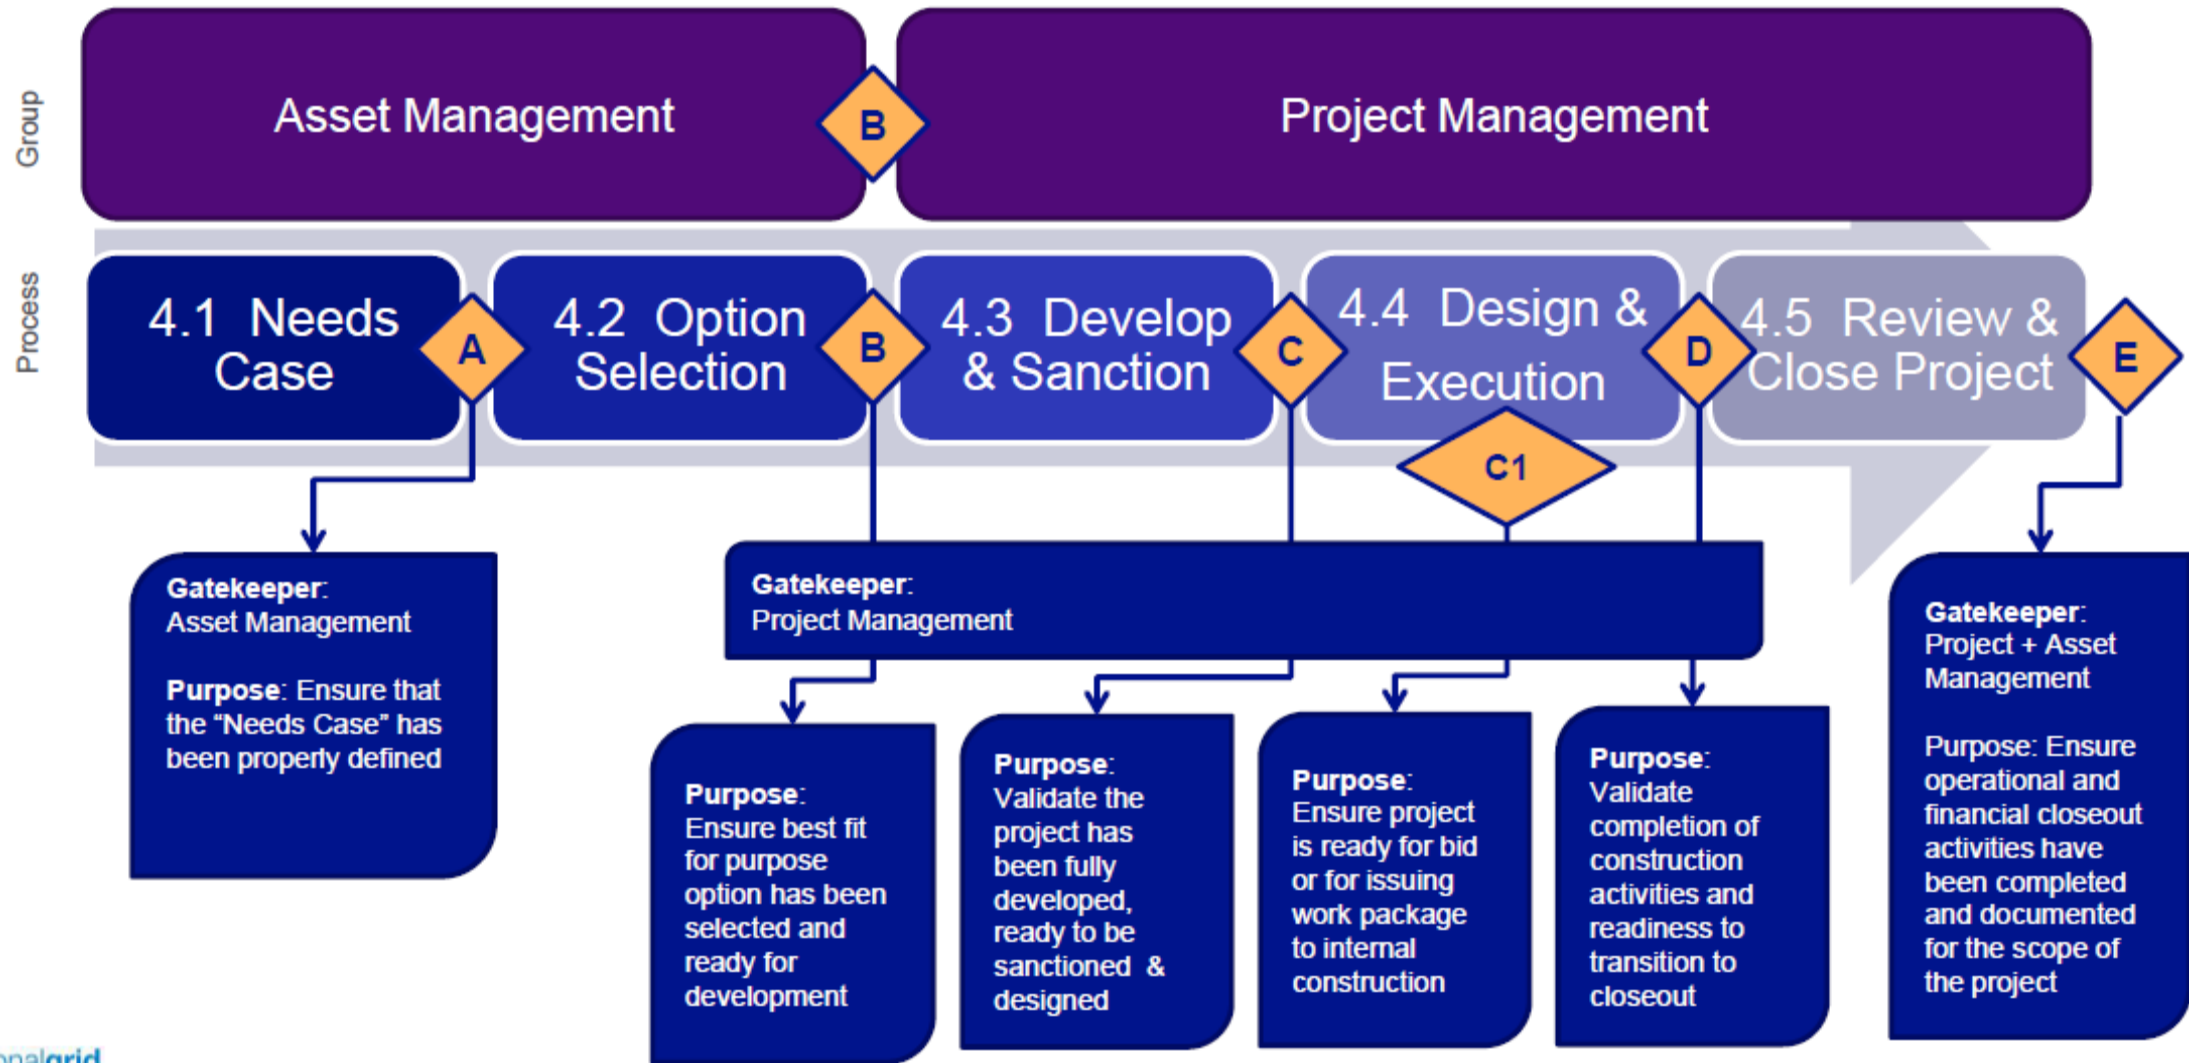 Group
Asset Management
B
Project Management
Process
4.1 Needs
Case
A
4.2 Option
Selection
B
4.3 Develop
& Sanction
C
4.4 Design &
Execution
D
4.5 Review &
Close Project
E
C1
Gatekeeper:
Asset Management
Purpose: Ensure that
the “Needs Case” has
been properly defined
Gatekeeper:
Project Management
Purpose:
Ensure best fit
for purpose
option has been
selected and
ready for
development
Purpose:
Validate the
project has
been fully
developed,
ready to be
sanctioned &
designed
Purpose:
Ensure project
is ready for bid
or for issuing
work package
to internal
construction
Purpose:
Validate
completion of
construction
activities and
readiness to
transition to
closeout
Gatekeeper:
Project + Asset
Management
Purpose: Ensure
operational and
financial closeout
activities have
been completed
and documented
for the scope of
the project
onalgrid